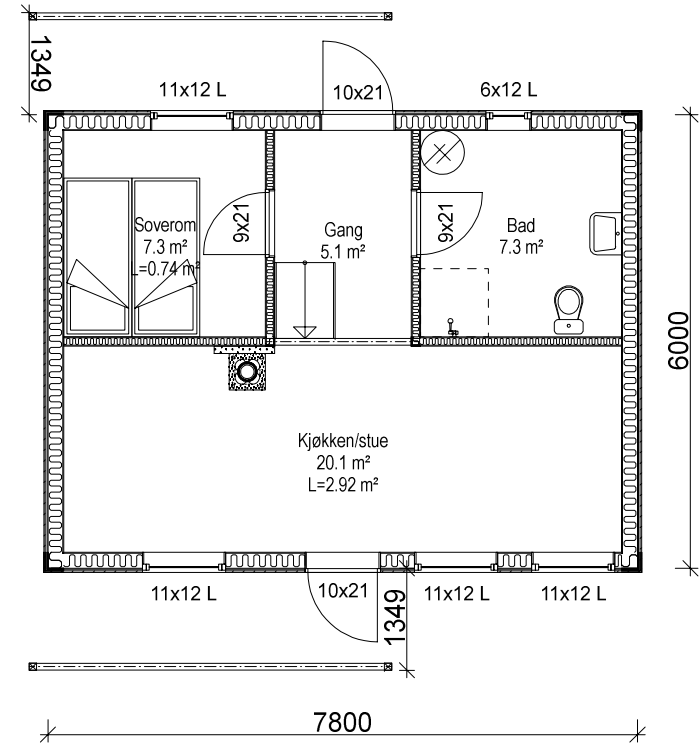 1349
11x12 L
10x21
6x12 L
Soverom
7.3 m²
L=0.74 m²
9x21
Gang
5.1 m²
9x21
Bad
7.3 m²
6000
Kjøkken/stue
20.1 m²
L=2.92 m²
11x12 L
10x21
1349
11x12 L
11x12 L
7800